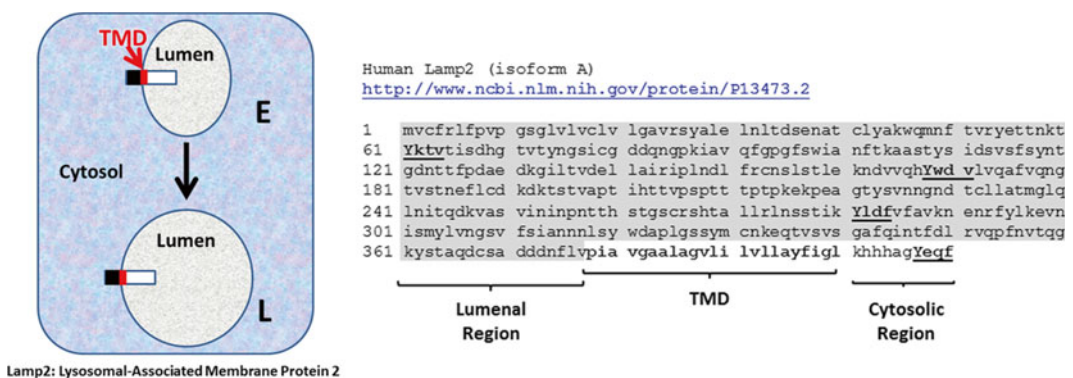 TMD
Lumen
E
Cytosol
Lumen
L
Lamp2: Lysosomal-Associated Membrane Protein 2
Human Lamp2 (isoform A)
http://www.ncbi.nlm.nih.gov/protein/P13473.2
1 mvcfrlfpvp gsglvlvclv lgavrsyale lnltdsenat clyakwqmnf tvryettnkt
61 Yktvtisdhg tvtyngsicg ddqngpkiav qfgpgfswia nftkaastys idsvsfsynt
121 gdnttfpdae dkgiltvdel lairiplndl frcnslstle kndvvqhYwd vlvqafvqng
181 tvstneflcd kdktstvapt ihttvpsptt tptpkekpea gtysvnngnd tcllatmglq
241 lnitqdkvas vininpntth stgscrshta llrlnsstik Yldfvfavkn enrfylkevn
301 ismylvngsv fsiannnlsy wdaplgssym cnkeqtvsvs gafqintfdl rvqpfnvtqg
361 kystaqdcsa dddnflvpia vgaalagvli lvllayfigl khhhagYeqf
Lumenal Region
TMD
Cytosolic Region